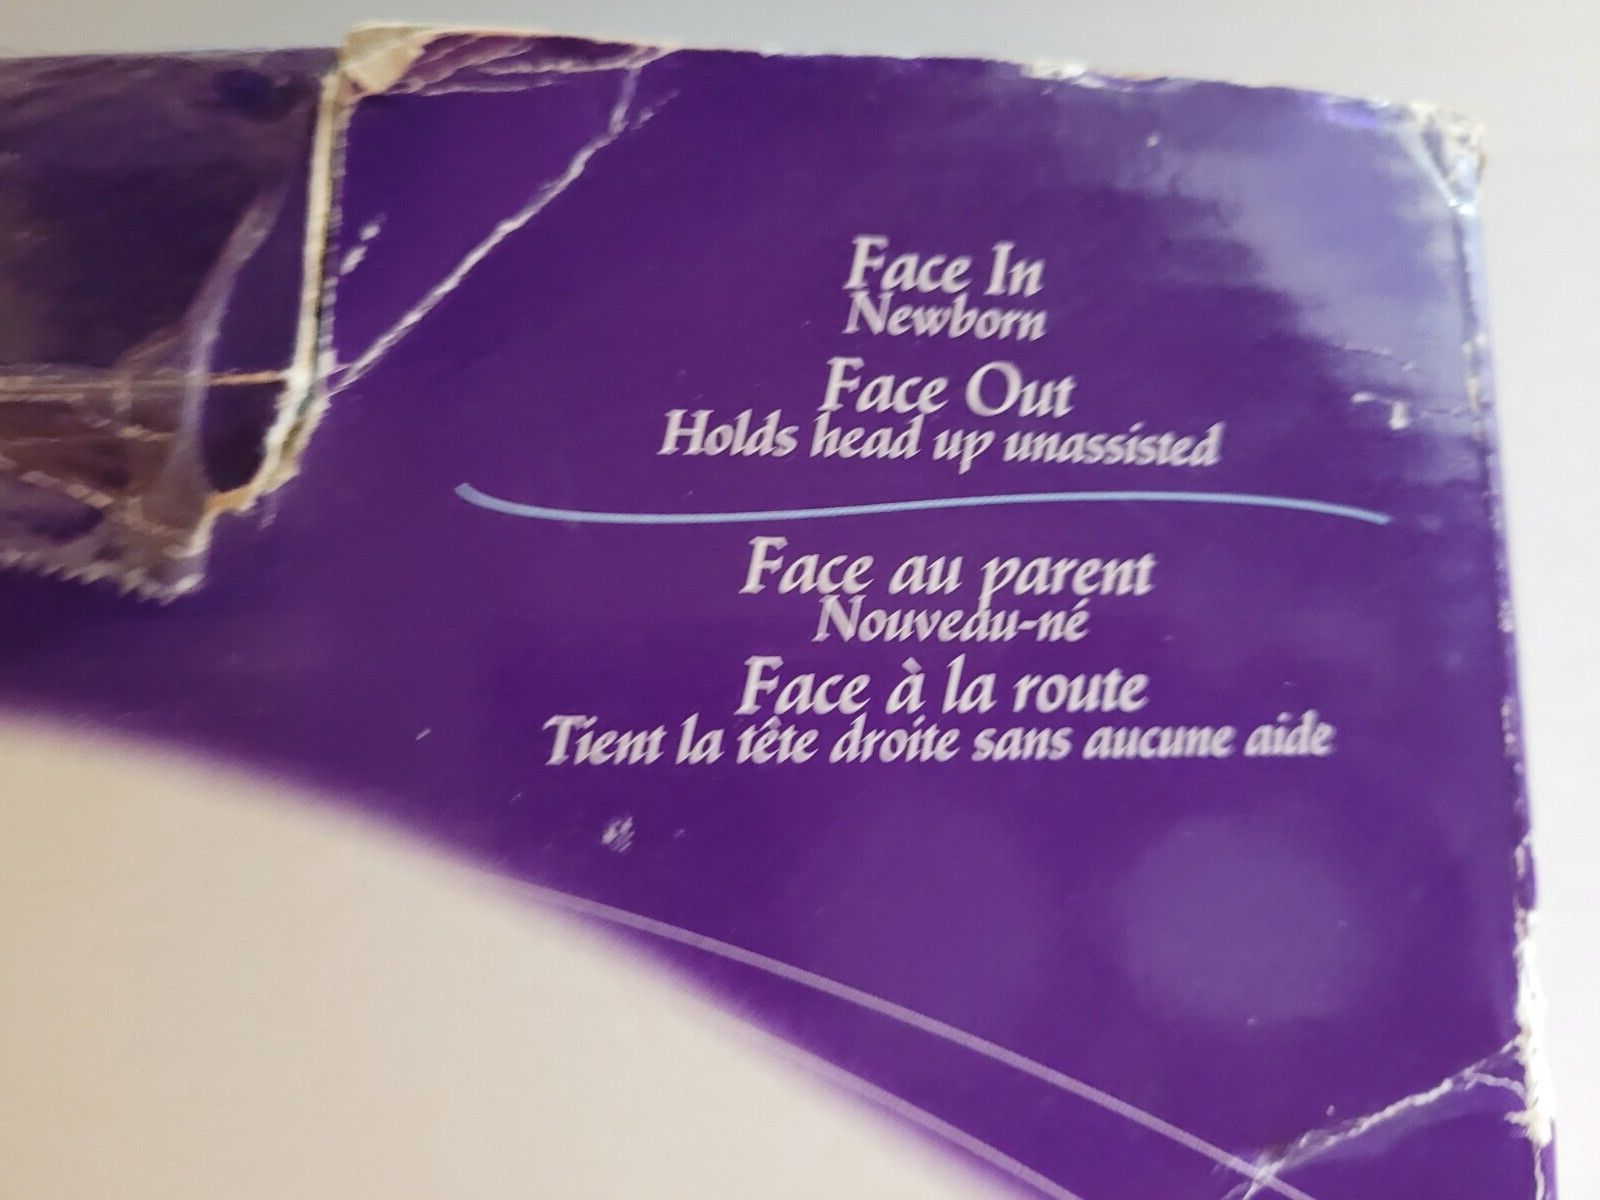 Face In
Newborn
Face Out
Holds head up unassisted
Face au parent
Nouveau-né
Face à la route
Tient la tête droite sans aucune aide